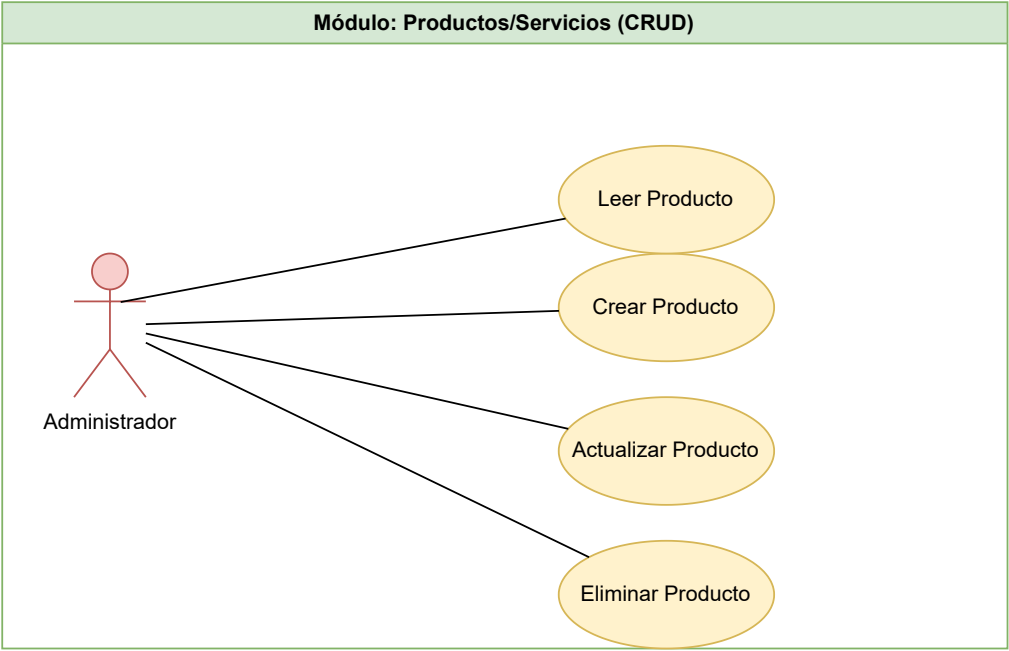 Módulo: Productos/Servicios (CRUD)
Leer Producto
Crear Producto
Administrador
Actualizar Producto
Eliminar Producto